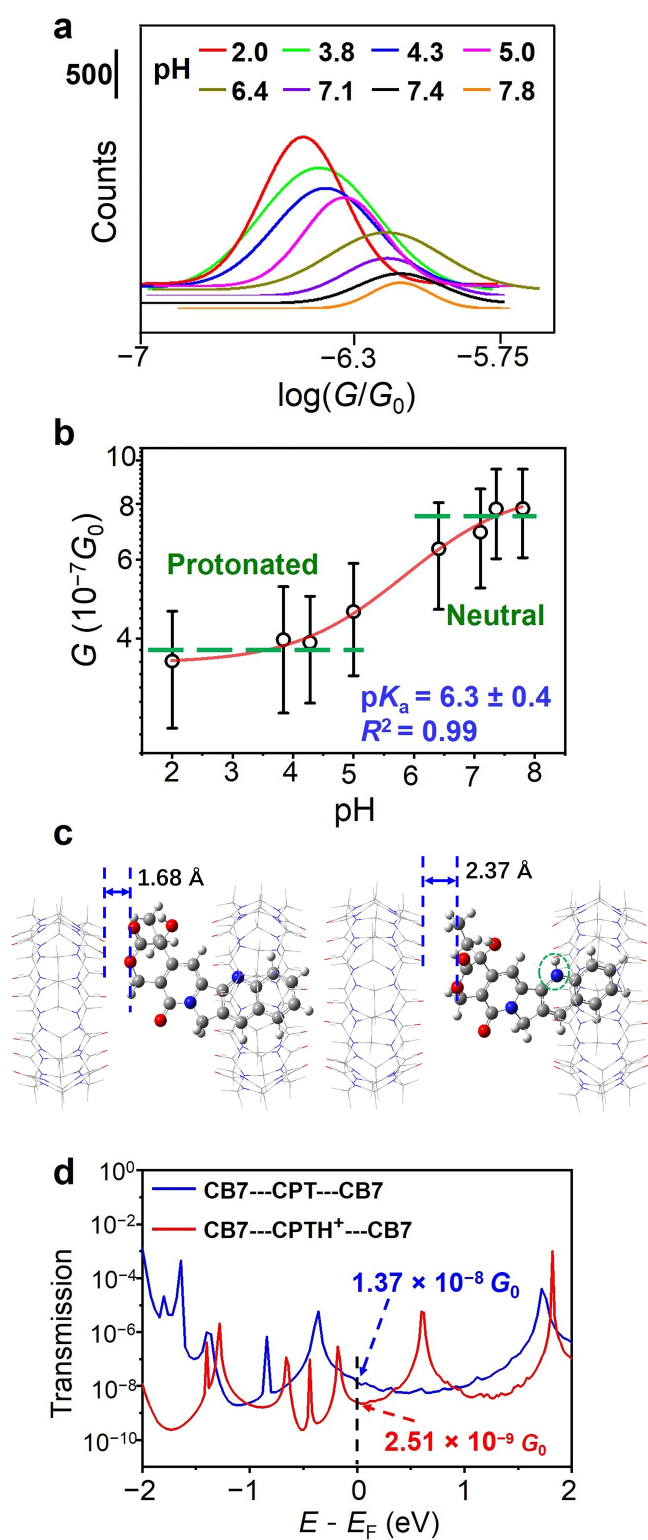 a
500 pH 2.0 3.8 4.3 5.0
6.4 7.1 7.4 7.8
Counts
−7 −6.3 −5.75
log(G/G₀)
b
10
8
6
4
G (10⁻⁷G₀)
Protonated
Neutral
pKₐ = 6.3 ± 0.4
R² = 0.99
2 3 4 5 6 7 8
pH
c
1.68 Å 2.37 Å
d
10⁰
10⁻²
10⁻⁴
10⁻⁶
10⁻⁸
10⁻¹⁰
Transmission
CB7---CPT---CB7
CB7---CPTH⁺---CB7
1.37 × 10⁻⁸ G₀
2.51 × 10⁻⁹ G₀
−2 −1 0 1 2
E - E_F (eV)